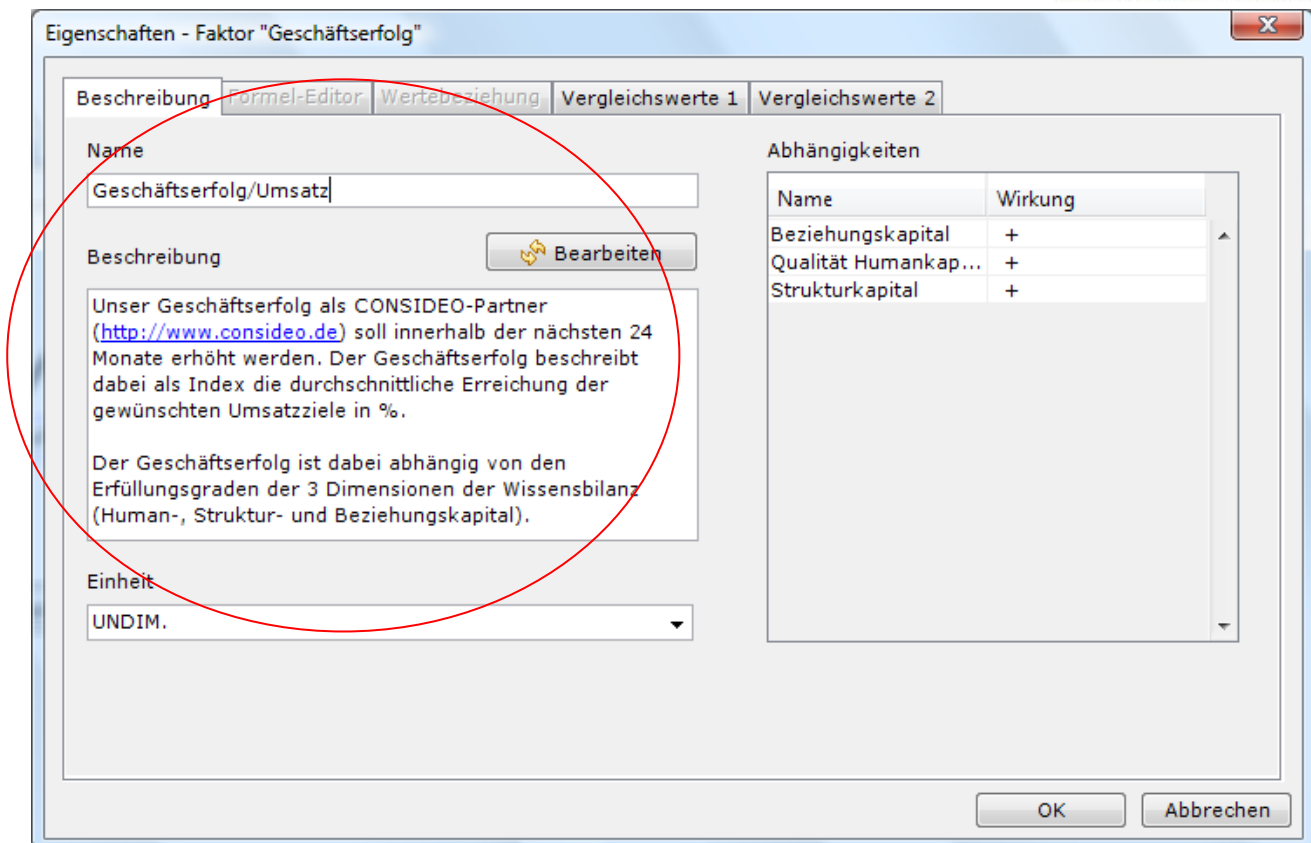 Eigenschaften - Faktor "Geschäftserfolg"
Beschreibung Formel-Editor Wertebeziehung Vergleichswerte 1 Vergleichswerte 2
Name
Geschäftserfolg/Umsatz
Beschreibung
Bearbeiten
Unser Geschäftserfolg als CONSIDEO-Partner
(http://www.consideo.de) soll innerhalb der nächsten 24
Monate erhöht werden. Der Geschäftserfolg beschreibt
dabei als Index die durchschnittliche Erreichung der
gewünschten Umsatzziele in %.
Der Geschäftserfolg ist dabei abhängig von den
Erfüllungsgraden der 3 Dimensionen der Wissensbilanz
(Human-, Struktur- und Beziehungskapital).
Einheit
UNDIM.
Abhängigkeiten
Name Wirkung
Beziehungskapital +
Qualität Humankap... +
Strukturkapital +
OK Abbrechen